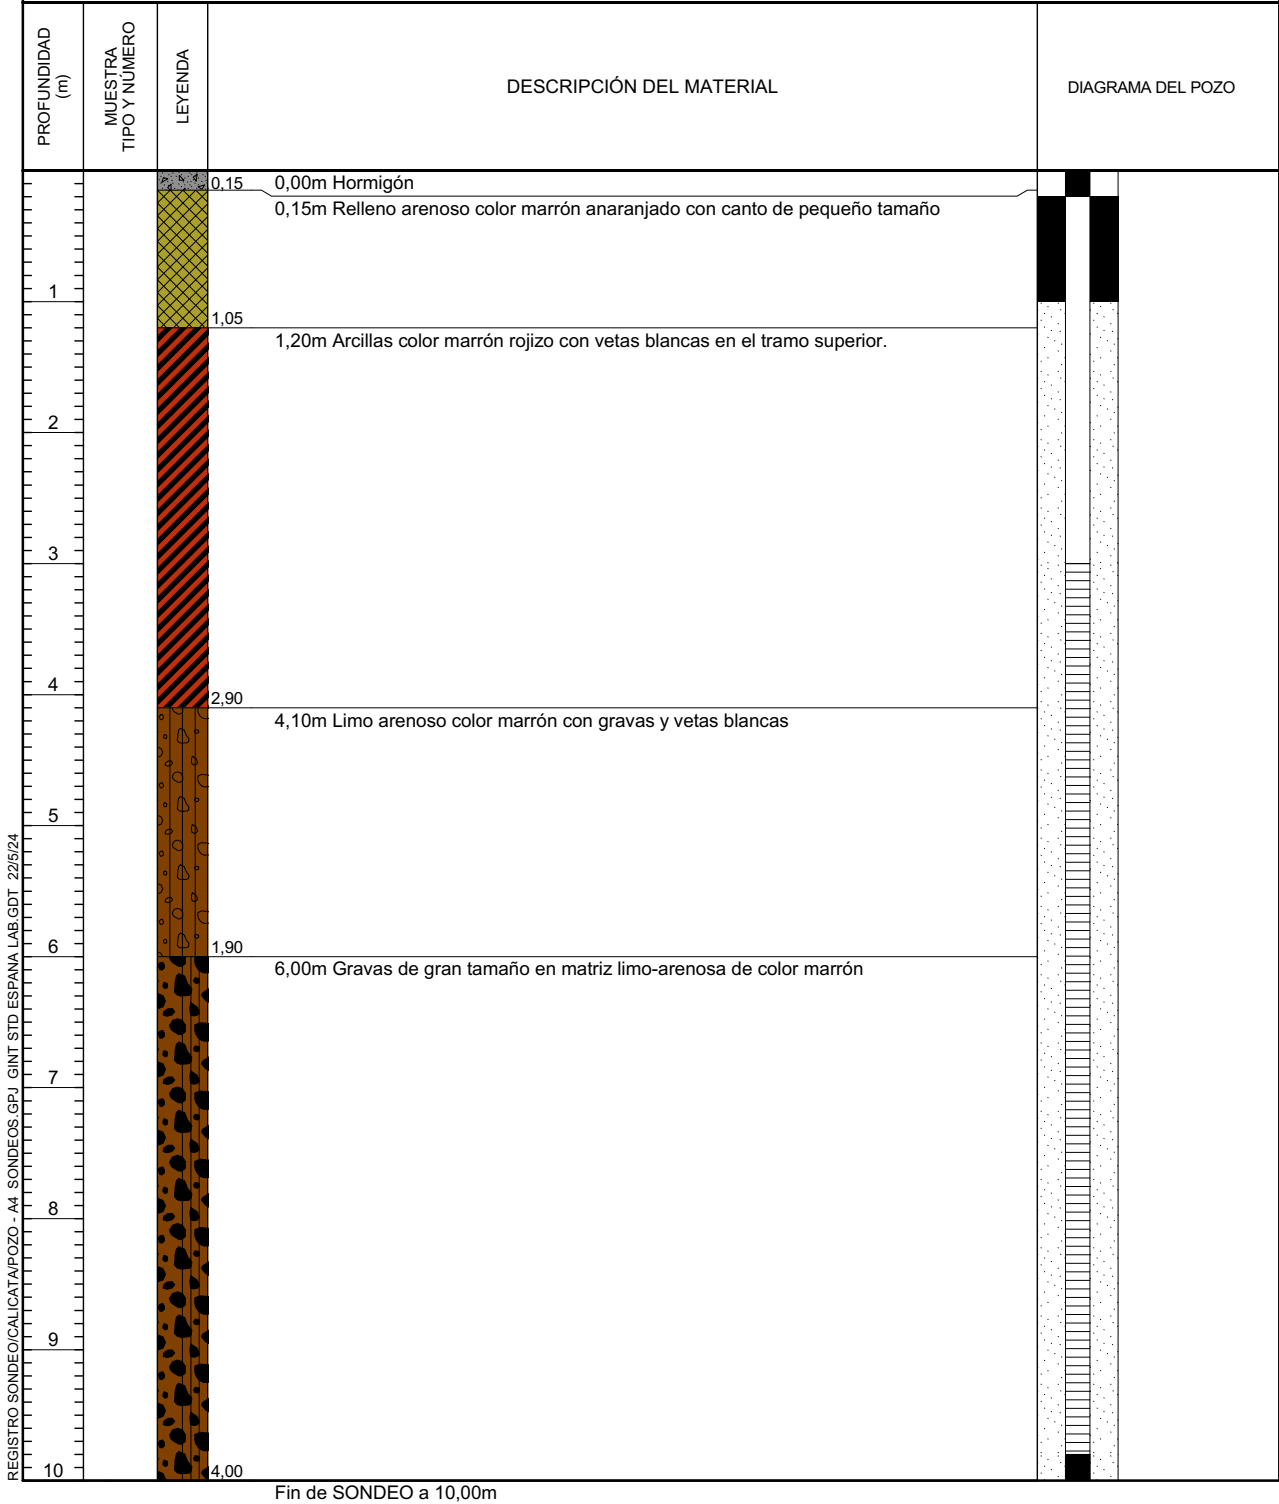 PROFUNDIDAD
(m)
MUESTRA
TIPO Y NÚMERO
LEYENDA
DESCRIPCIÓN DEL MATERIAL
DIAGRAMA DEL POZO
0,15
0,00m Hormigón
0,15m Relleno arenoso color marrón anaranjado con canto de pequeño tamaño
1
1,05
1,20m Arcillas color marrón rojizo con vetas blancas en el tramo superior.
2
3
4
2,90
4,10m Limo arenoso color marrón con gravas y vetas blancas
5
6
1,90
6,00m Gravas de gran tamaño en matriz limo-arenosa de color marrón
7
8
9
10
4,00
Fin de SONDEO a 10,00m
REGISTRO SONDEO/CALICATA/POZO - A4 SONDEOS.GPJ GINT STD ESPANA LAB.GDT 22/5/24